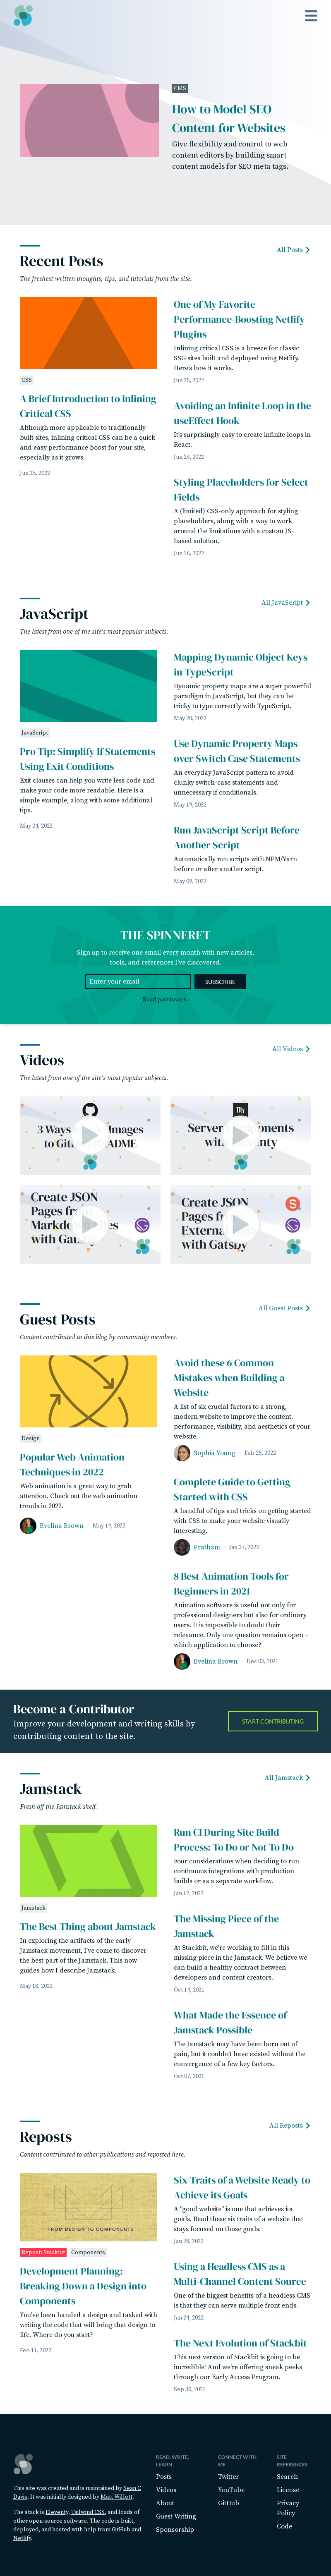 CMS
How to Model SEO
Content for Websites
Give flexibility and control to web
content editors by building smart
content models for SEO meta tags.
All Posts
Recent Posts
The freshest written thoughts, tips, and tutorials from the site.
CSS
A Brief Introduction to Inlining
Critical CSS
Although more applicable to traditionally-
built sites, inlining critical CSS can be a quick
and easy performance boost for your site,
especially as it grows.
Jun 25, 2022
One of My Favorite
Performance-Boosting Netlify
Plugins
Inlining critical CSS is a breeze for classic
SSG sites built and deployed using Netlify.
Here's how it works.
Jun 25, 2022
Avoiding an Infinite Loop in the
useEffect Hook
It's surprisingly easy to create infinite loops in
React.
Jun 24, 2022
Styling Placeholders for Select
Fields
A (limited) CSS-only approach for styling
placeholders, along with a way to work
around the limitations with a custom JS-
based solution.
Jun 16, 2022
All JavaScript
JavaScript
The latest from one of the site's most popular subjects.
JavaScript
Pro Tip: Simplify If Statements
Using Exit Conditions
Exit clauses can help you write less code and
make your code more readable. Here is a
simple example, along with some additional
tips.
May 24, 2022
Mapping Dynamic Object Keys
in TypeScript
Dynamic property maps are a super powerful
paradigm in JavaScript, but they can be
tricky to type correctly with TypeScript.
May 20, 2022
Use Dynamic Property Maps
over Switch Case Statements
An everyday JavaScript pattern to avoid
clunky switch-case statements and
unnecessary if conditionals.
May 19, 2022
Run JavaScript Script Before
Another Script
Automatically run scripts with NPM/Yarn
before or after another script.
May 09, 2022
THE SPINNERET
Sign up to receive one email every month with new articles,
tools, and references I've discovered.
Enter your email
SUBSCRIBE
Read past issues.
All Videos
Videos
The latest from one of the site's most popular subjects.
3 Ways Images
to Git ADME
Server onents
with nty
Create JSON
Pages from
Markdo es
with Gatsby
Create JSON
Pages f
Externa
with Gatsby
All Guest Posts
Guest Posts
Content contributed to this blog by community members.
Design
Popular Web Animation
Techniques in 2022
Web animation is a great way to grab
attention. Check out the web animation
trends in 2022.
Evelina Brown · May 14, 2022
Avoid these 6 Common
Mistakes when Building a
Website
A list of six crucial factors to a strong,
modern website to improve the content,
performance, visibility, and aesthetics of your
website.
Sophia Young · Feb 25, 2022
Complete Guide to Getting
Started with CSS
A handful of tips and tricks on getting started
with CSS to make your website visually
interesting.
Pratham · Jan 27, 2022
8 Best Animation Tools for
Beginners in 2021
Animation software is useful not only for
professional designers but also for ordinary
users. It is impossible to doubt their
relevance. Only one question remains open –
which application to choose?
Evelina Brown · Dec 03, 2021
Become a Contributor
Improve your development and writing skills by
contributing content to the site.
START CONTRIBUTING
All Jamstack
Jamstack
Fresh off the Jamstack shelf.
Jamstack
The Best Thing about Jamstack
In exploring the artifacts of the early
Jamstack movement, I've come to discover
the best part of the Jamstack. This now
guides how I describe Jamstack.
May 18, 2022
Run CI During Site Build
Process: To Do or Not To Do
Four considerations when deciding to run
continuous integrations with production
builds or as a separate workflow.
Jan 12, 2022
The Missing Piece of the
Jamstack
At Stackbit, we're working to fill in this
missing piece in the Jamstack. We believe we
can build a healthy contract between
developers and content creators.
Oct 14, 2021
What Made the Essence of
Jamstack Possible
The Jamstack may have been born out of
pain, but it couldn't have existed without the
convergence of a few key factors.
Oct 07, 2021
All Reposts
Reposts
Content contributed to other publications and reposted here.
FROM DESIGN TO COMPONENTS
Repost: Stackbit
Components
Development Planning:
Breaking Down a Design into
Components
You've been handed a design and tasked with
writing the code that will bring that design to
life. Where do you start?
Feb 11, 2022
Six Traits of a Website Ready to
Achieve its Goals
A "good website" is one that achieves its
goals. Read these six traits of a website that
stays focused on those goals.
Jan 28, 2022
Using a Headless CMS as a
Multi-Channel Content Source
One of the biggest benefits of a headless CMS
is that they can serve multiple front ends.
Jan 24, 2022
The Next Evolution of Stackbit
This next version of Stackbit is going to be
incredible! And we're offering sneak peeks
through our Early Access Program.
Sep 30, 2021
This site was created and is maintained by Sean C
Davis. It was initially designed by Matt Willett.
The stack is Eleventy, Tailwind CSS, and loads of
other open-source software. The code is built,
deployed, and hosted with help from GitHub and
Netlify.
READ, WRITE,
LEARN
Posts
Videos
About
Guest Writing
Sponsorship
CONNECT WITH
ME
Twitter
YouTube
GitHub
SITE
REFERENCES
Search
License
Privacy
Policy
Code